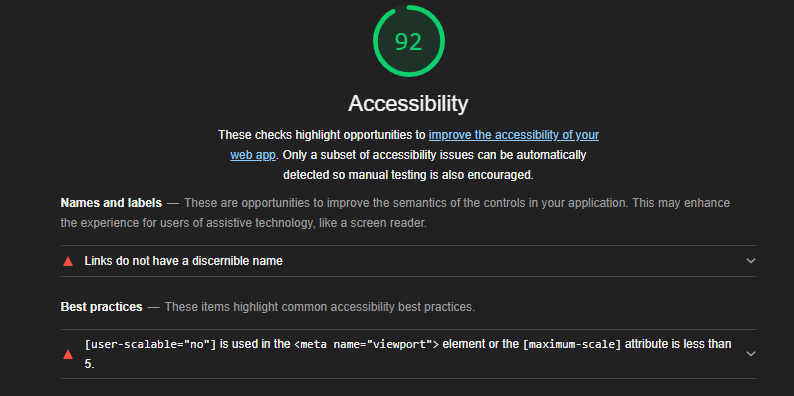 92
Accessibility
These checks highlight opportunities to improve the accessibility of your
web app. Only a subset of accessibility issues can be automatically
detected so manual testing is also encouraged.
Names and labels — These are opportunities to improve the semantics of the controls in your application. This may enhance
the experience for users of assistive technology, like a screen reader.
Links do not have a discernible name
Best practices — These items highlight common accessibility best practices.
[user-scalable="no"] is used in the <meta name="viewport"> element or the [maximum-scale] attribute is less than
5.